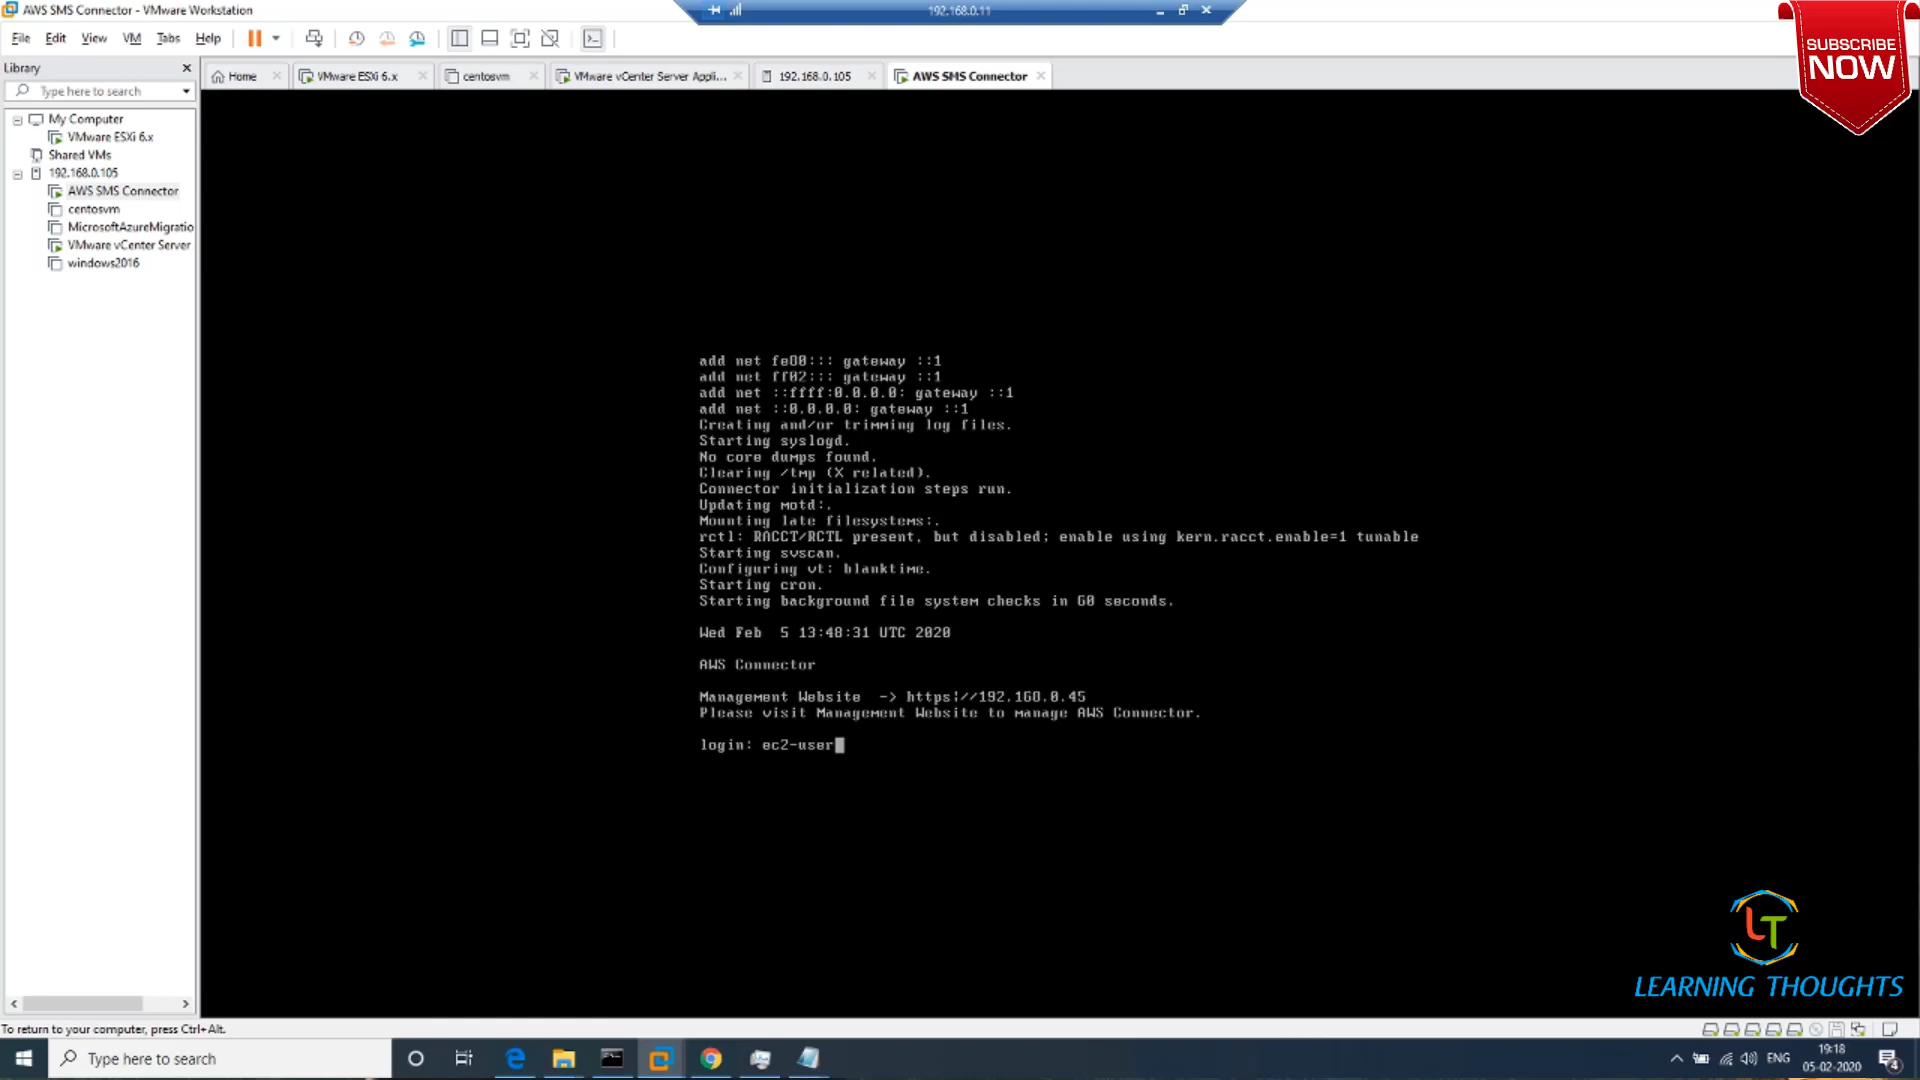 AWS SMS Connector - VMware Workstation
192.168.0.11
File Edit View VM Tabs Help
SUBSCRIBE
NOW
Library
Type here to search
My Computer
VMware ESXi 6.x
Shared VMs
192.168.0.105
AWS SMS Connector
centosvm
MicrosoftAzureMigratio
VMware vCenter Server
windows2016
Home
VMware ESXi 6.x
centosvm
VMware vCenter Server Appli...
192.168.0.105
AWS SMS Connector
add net fe80::: gateway ::1
add net ff02::: gateway ::1
add net ::ffff:0.0.0.0: gateway ::1
add net ::0.0.0.0: gateway ::1
Creating and/or trimming log files.
Starting syslogd.
No core dumps found.
Clearing /tmp (X related).
Connector initialization steps run.
Updating motd:.
Mounting late filesystems:.
rctl: RACCT/RCTL present, but disabled; enable using kern.racct.enable=1 tunable
Starting svscan.
Configuring vt: blanktime.
Starting cron.
Starting background file system checks in 60 seconds.
Wed Feb  5 13:48:31 UTC 2020
AWS Connector
Management Website  -> https://192.168.0.45
Please visit Management Website to manage AWS Connector.
login: ec2-user
LT
LEARNING THOUGHTS
To return to your computer, press Ctrl+Alt.
Type here to search
ENG
19:18
05-02-2020
4